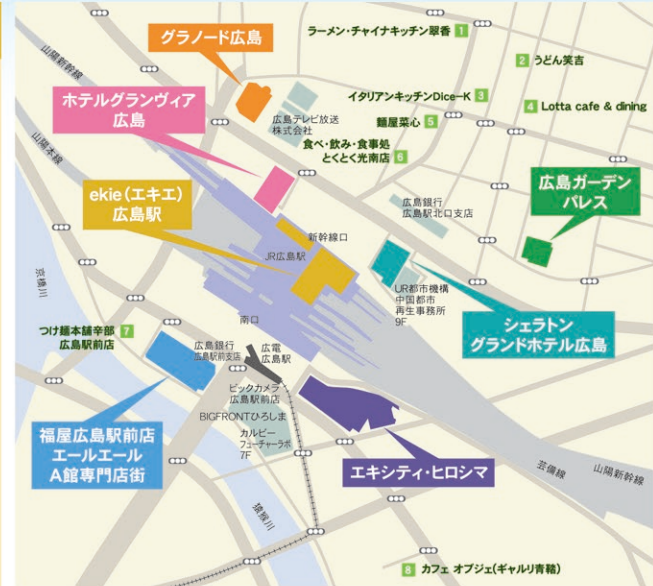 グラノード広島
ラーメン・チャイナキッチン翠香 1
2 うどん笑吉
山陽新幹線
ホテルグランヴィア
広島
イタリアンキッチンDice-K 3
4 Lotta cafe & dining
広島テレビ放送
株式会社
麺屋菜心 5
食べ・飲み・食事処
とくとく光南店 6
山陽本線
ekie(エキエ)
広島駅
広島銀行
広島駅北口支店
広島ガーデン
パレス
新幹線口
JR広島駅
京橋川
UR都市機構
中国都市
再生事務所
9F
シェラトン
グランドホテル広島
南口
つけ麺本舗辛部 7
広島駅前店
広島銀行
広島駅前支店
広電
広島駅
ビックカメラ
広島駅前店
BIGFRONTひろしま
カルビー
フューチャーラボ
7F
福屋広島駅前店
エールエール
A館専門店街
エキシティ・ヒロシマ
芸備線
山陽新幹線
猿猴川
8 カフェ オブジェ(ギャルリ青鞜)